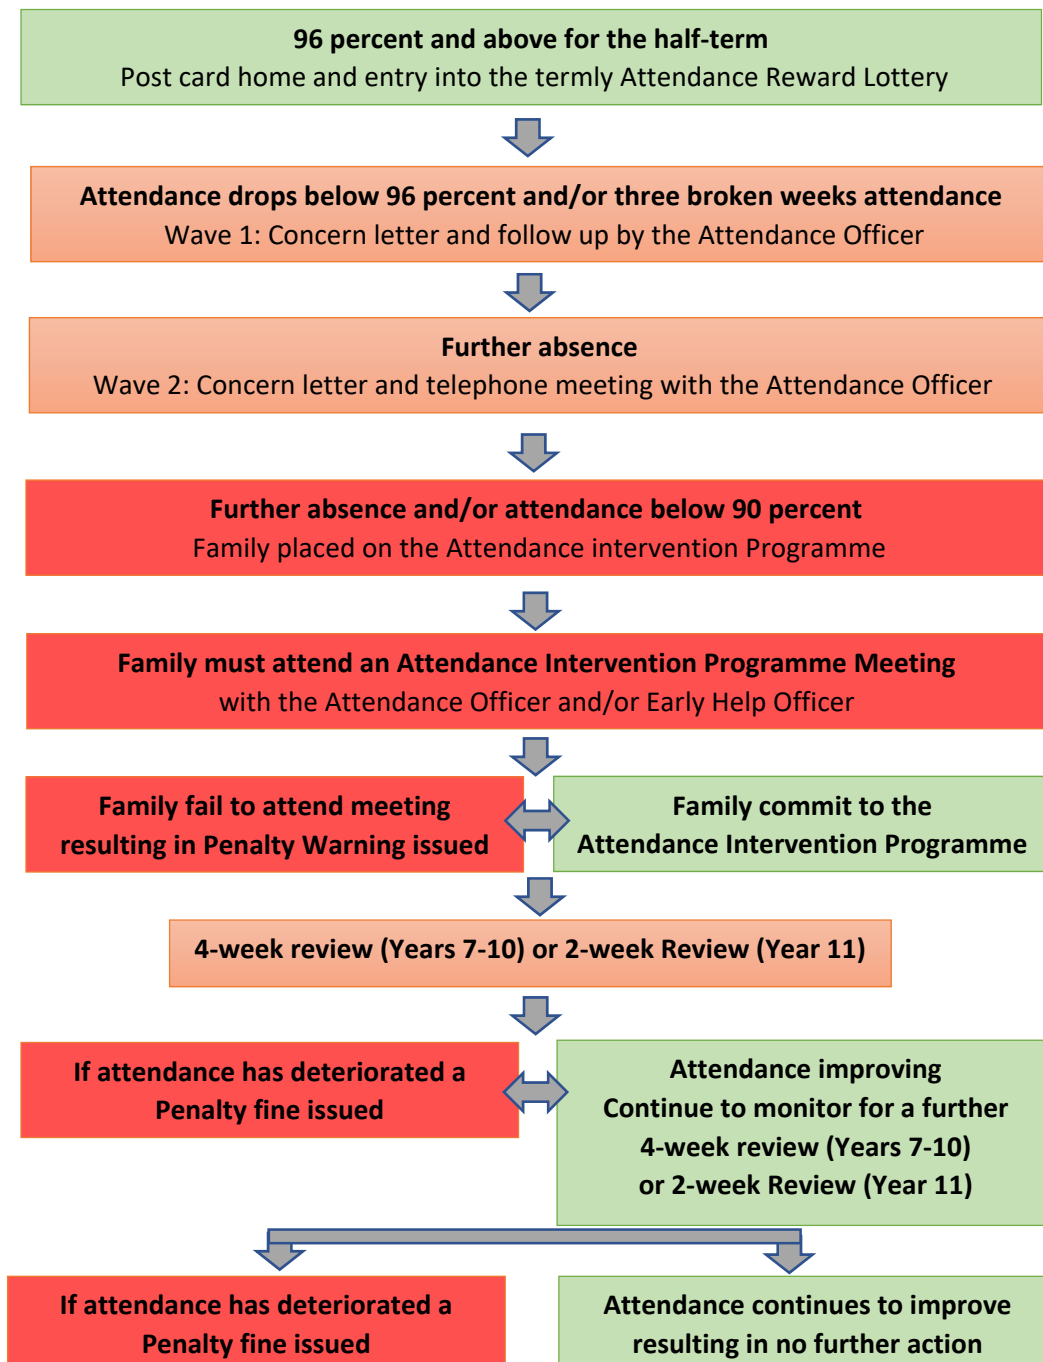 96 percent and above for the half-term
Post card home and entry into the termly Attendance Reward Lottery
Attendance drops below 96 percent and/or three broken weeks attendance
Wave 1: Concern letter and follow up by the Attendance Officer
Further absence
Wave 2: Concern letter and telephone meeting with the Attendance Officer
Further absence and/or attendance below 90 percent
Family placed on the Attendance intervention Programme
Family must attend an Attendance Intervention Programme Meeting
with the Attendance Officer and/or Early Help Officer
Family fail to attend meeting
resulting in Penalty Warning issued
Family commit to the
Attendance Intervention Programme
4-week review (Years 7-10) or 2-week Review (Year 11)
If attendance has deteriorated a
Penalty fine issued
Attendance improving
Continue to monitor for a further
4-week review (Years 7-10)
or 2-week Review (Year 11)
If attendance has deteriorated a
Penalty fine issued
Attendance continues to improve
resulting in no further action